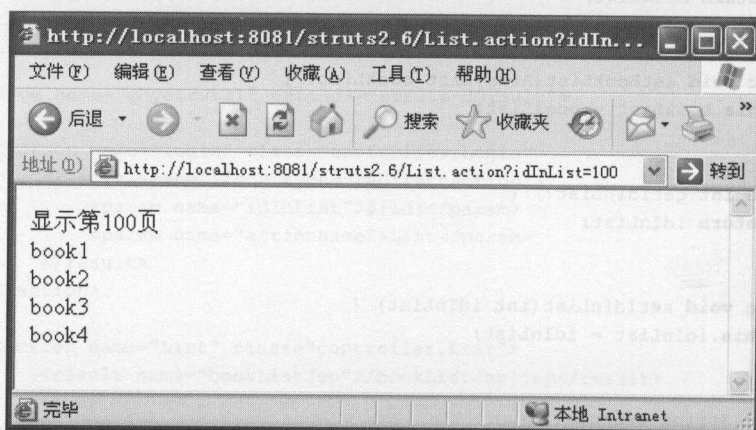 http://localhost:8081/struts2.6/List.action?idIn...
文件(F) 编辑(E) 查看(V) 收藏(A) 工具(T) 帮助(H)
后退 搜索 收藏夹 »
地址(D) http://localhost:8081/struts2.6/List.action?idInList=100 转到
显示第100页
book1
book2
book3
book4
完毕 本地 Intranet